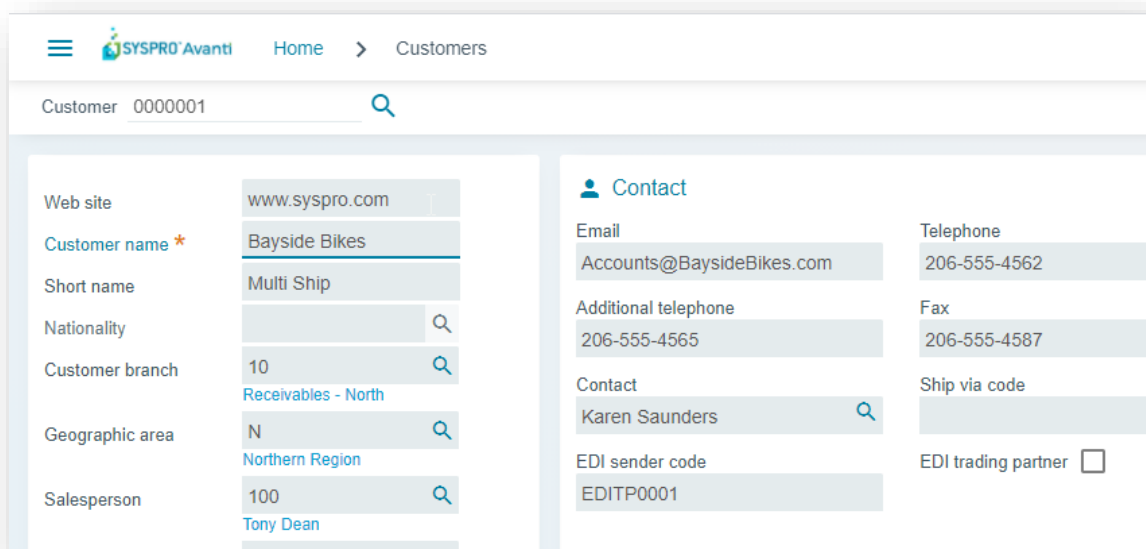 SYSPRO Avanti Home > Customers
Customer 0000001
Web site www.syspro.com
Customer name * Bayside Bikes
Short name Multi Ship
Nationality
Customer branch 10
Receivables - North
Geographic area N
Northern Region
Salesperson 100
Tony Dean
Contact
Email Telephone
Accounts@BaysideBikes.com 206-555-4562
Additional telephone Fax
206-555-4565 206-555-4587
Contact Ship via code
Karen Saunders
EDI sender code EDI trading partner
EDITP0001